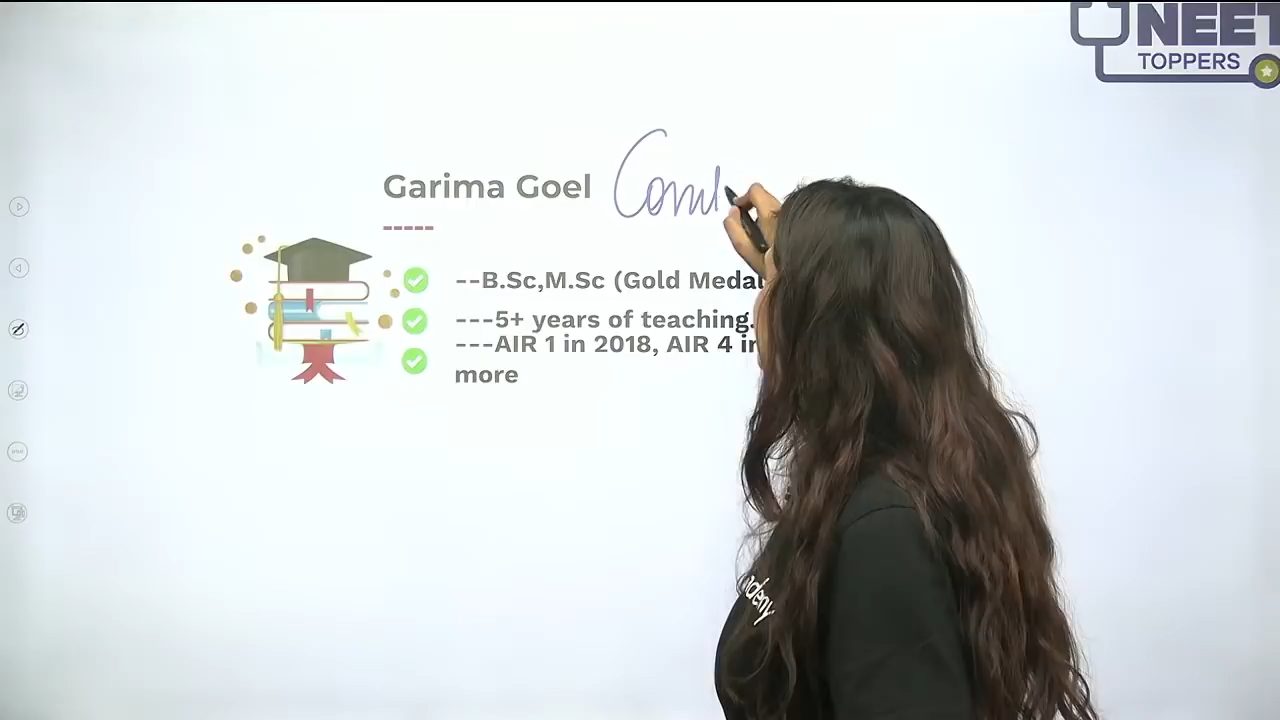 NEET
TOPPERS
Garima Goel
-----
--B.Sc,M.Sc (Gold Medal
---5+ years of teaching.
---AIR 1 in 2018, AIR 4 in
more